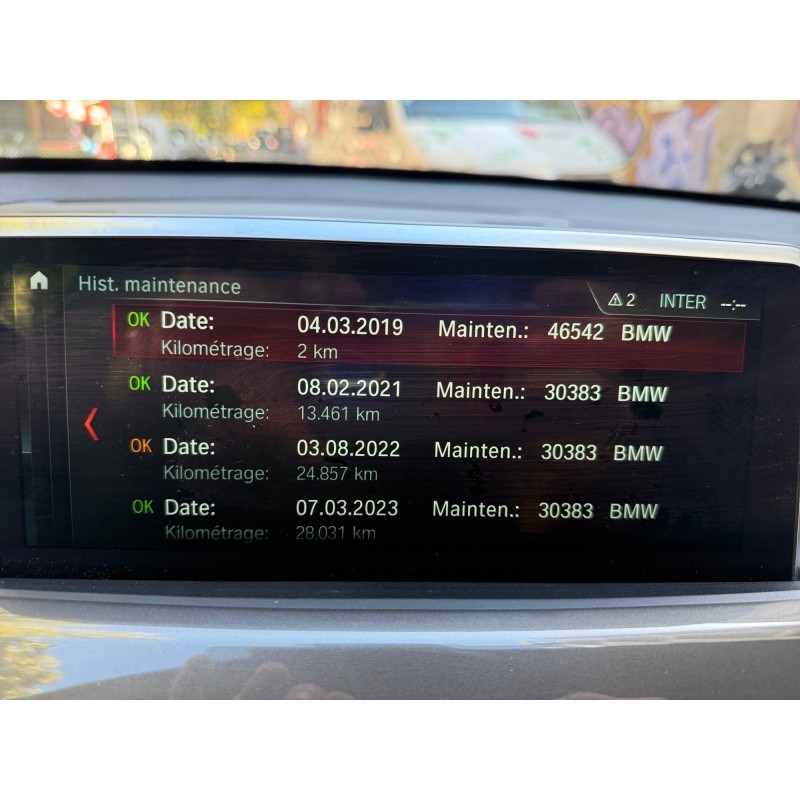 Hist. maintenance
⚠ 2 INTER --:--
OK Date: 04.03.2019 Mainten.: 46542 BMW
Kilométrage: 2 km
OK Date: 08.02.2021 Mainten.: 30383 BMW
Kilométrage: 13.461 km
OK Date: 03.08.2022 Mainten.: 30383 BMW
Kilométrage: 24.857 km
OK Date: 07.03.2023 Mainten.: 30383 BMW
Kilométrage: 28.031 km